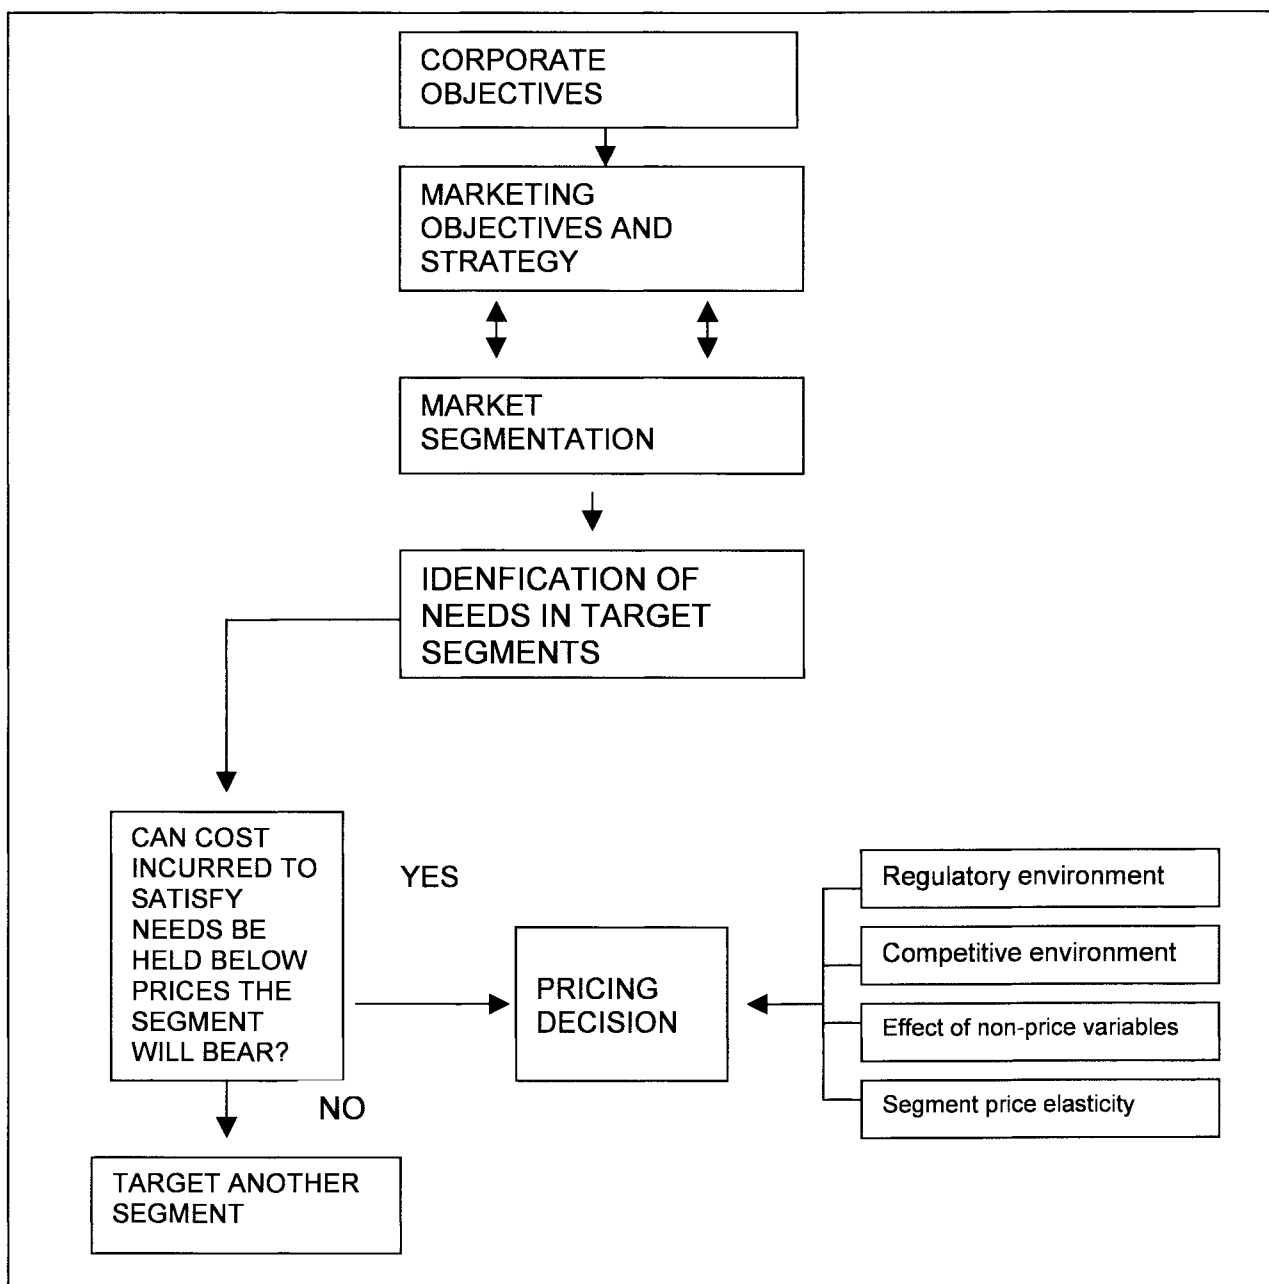 CORPORATE
OBJECTIVES
MARKETING
OBJECTIVES AND
STRATEGY
MARKET
SEGMENTATION
IDENFICATION OF
NEEDS IN TARGET
SEGMENTS
CAN COST
INCURRED TO
SATISFY
NEEDS BE
HELD BELOW
PRICES THE
SEGMENT
WILL BEAR?
YES
NO
PRICING
DECISION
Regulatory environment
Competitive environment
Effect of non-price variables
Segment price elasticity
TARGET ANOTHER
SEGMENT